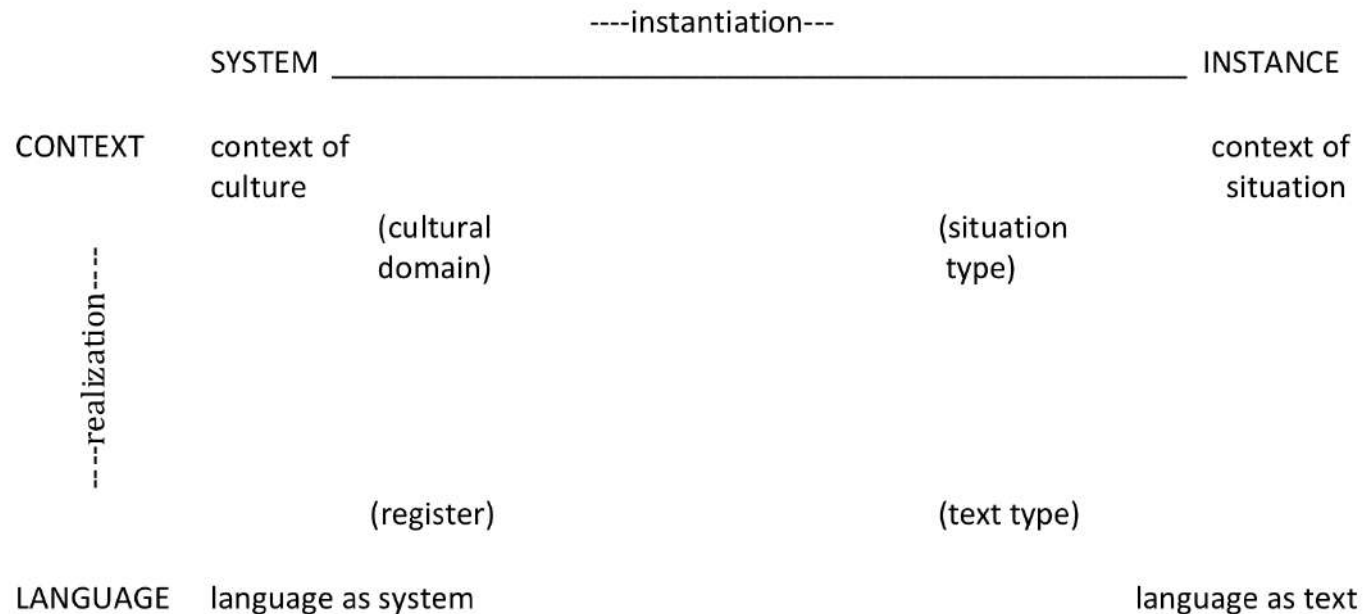 ----instantiation---
SYSTEM ________________________________________________ INSTANCE
CONTEXT context of context of
culture situation
(cultural (situation
domain) type)
-----realization-----
(register) (text type)
LANGUAGE language as system language as text